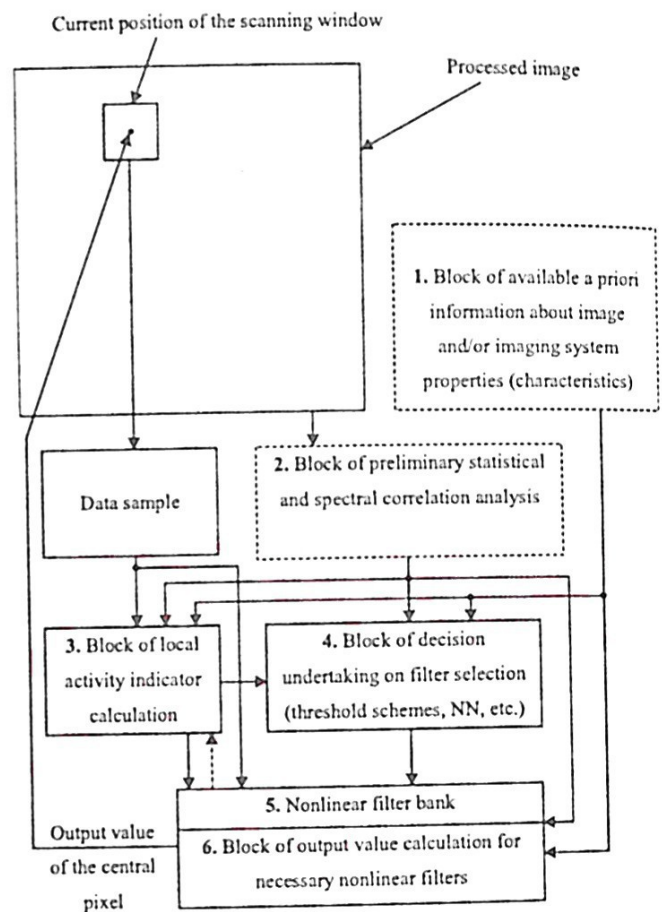 Current position of the scanning window
Processed image
1. Block of available a priori
information about image
and/or imaging system
properties (characteristics)
2. Block of preliminary statistical
and spectral correlation analysis
Data sample
3. Block of local
activity indicator
calculation
4. Block of decision
undertaking on filter selection
(threshold schemes, NN, etc.)
5. Nonlinear filter bank
6. Block of output value calculation for
necessary nonlinear filters
Output value
of the central
pixel